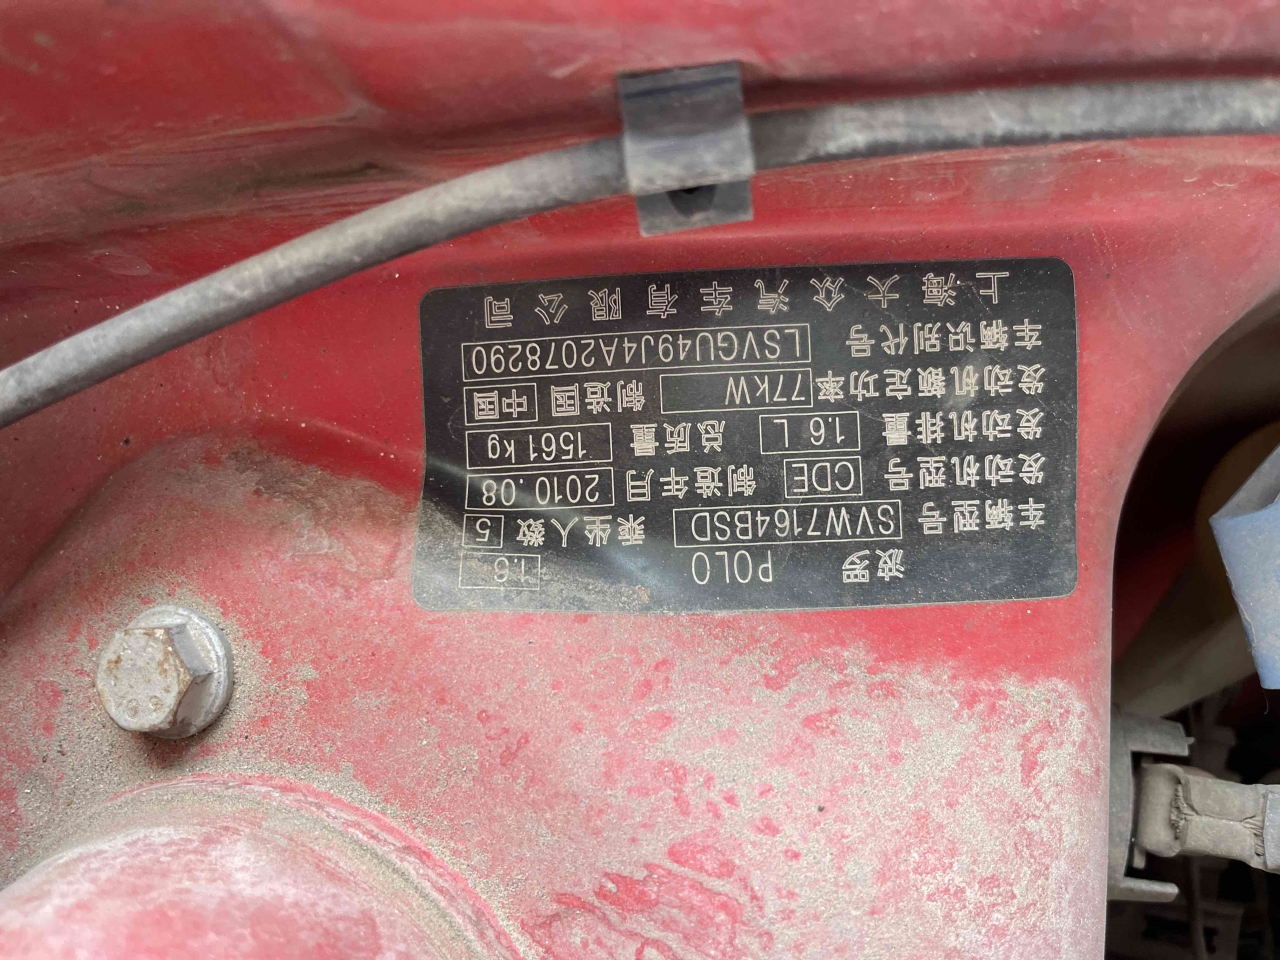 上海大众汽车有限公司
车辆识别代号 LSVGU49J4A2078290
发动机额定功率 77kW 制造国 中国
发动机排量 1.6 L 总质量 1561 kg
发动机型号 CDE 制造年月 2010.08
车辆型号 SVW7164BSD 乘坐人数 5
波罗 POLO 1.6